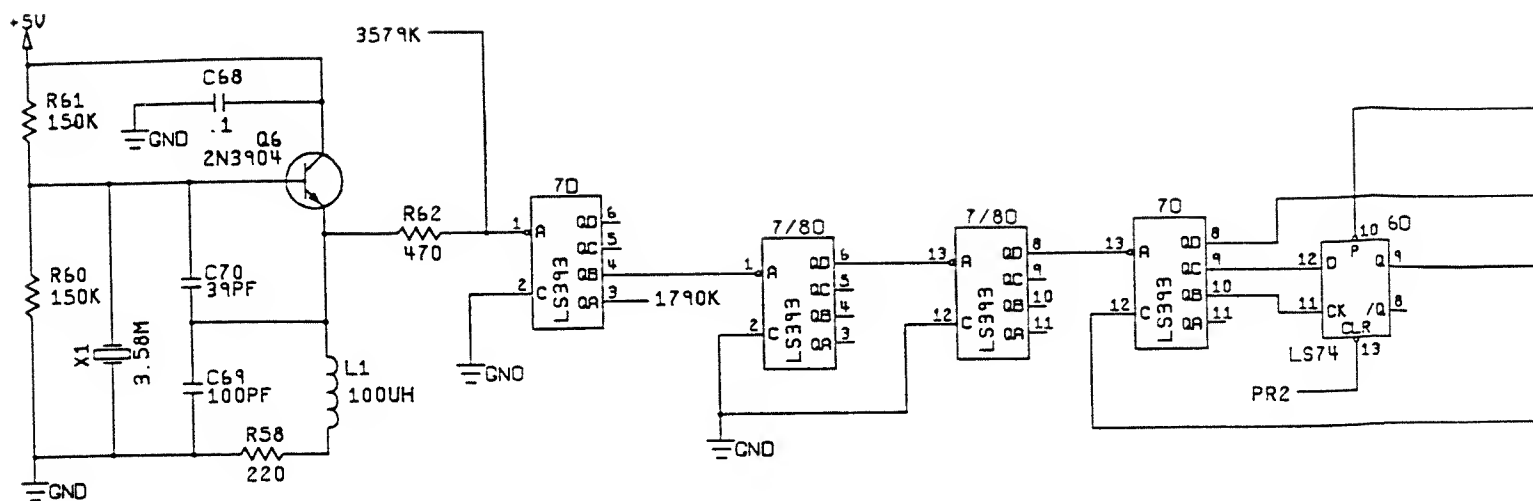 +5V
R61
150K
C68
.1
GND
Q6
2N3904
R60
150K
X1
3.58M
C70
39PF
C69
100PF
L1
100UH
R58
220
GND
R62
470
3579K
7D
1
A
QD
6
QC
5
QB
4
QA
3
2
C
LS393
1790K
GND
7/8D
1
A
QD
6
QC
5
QB
4
QA
3
2
C
LS393
GND
7/8D
13
A
QD
8
QC
9
QB
10
QA
11
12
C
LS393
7D
13
A
QD
8
QC
9
QB
10
QA
11
12
C
LS393
10
6D
P
12
D
Q
9
11
CK
/Q
8
CLR
LS74
13
PR2